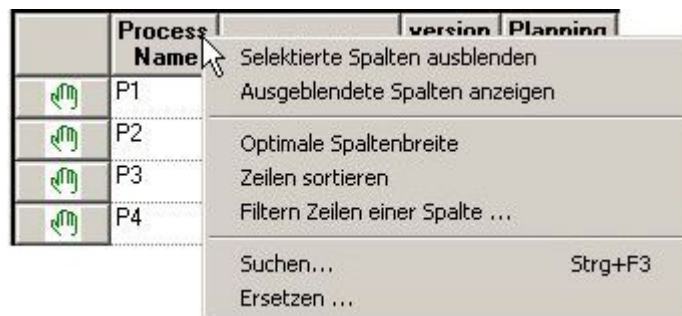 Process
Name
version
Planning
P1
P2
P3
P4
Selektierte Spalten ausblenden
Ausgeblendete Spalten anzeigen
Optimale Spaltenbreite
Zeilen sortieren
Filtern Zeilen einer Spalte ...
Suchen... Strg+F3
Ersetzen ...